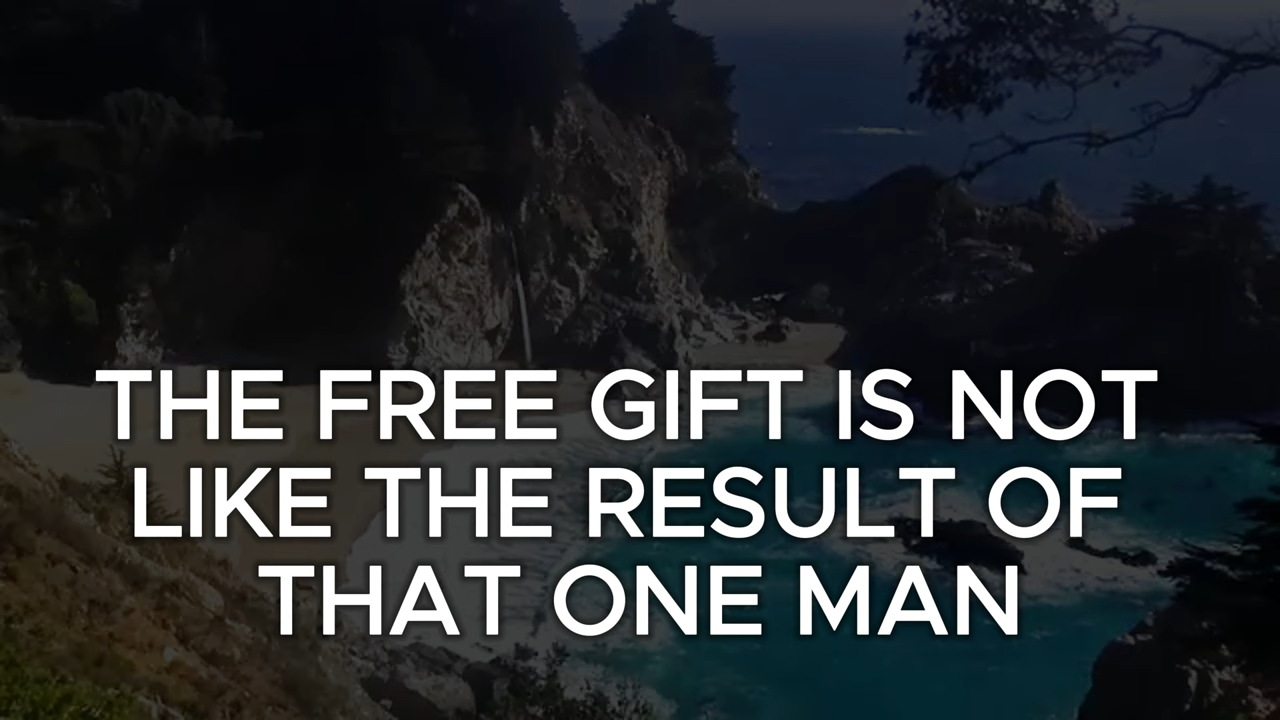 THE FREE GIFT IS NOT
LIKE THE RESULT OF
THAT ONE MAN